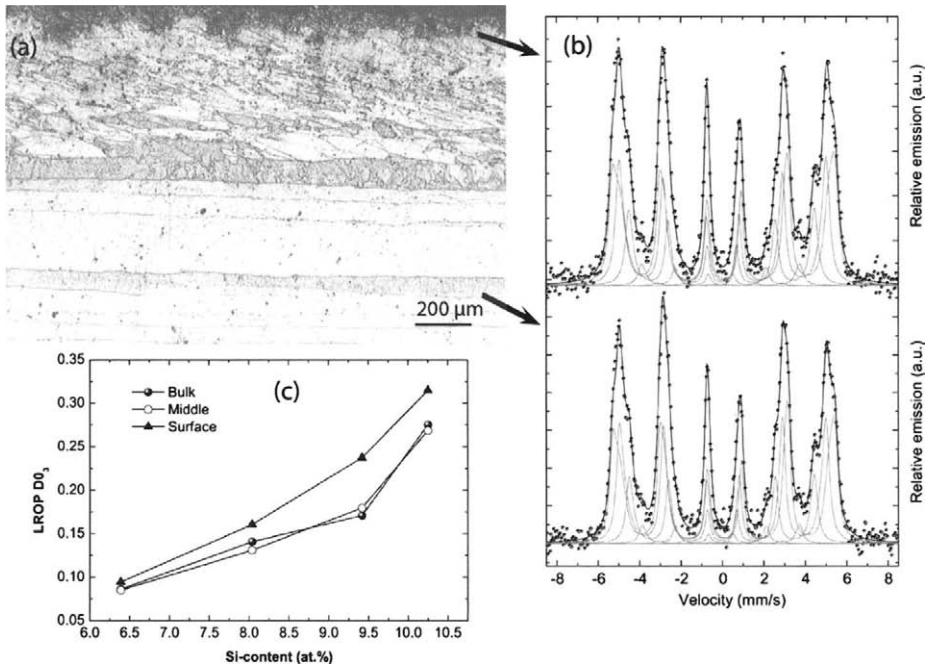 (a)
200 μm
(b)
Relative emission (a.u.)
Relative emission (a.u.)
-8 -6 -4 -2 0 2 4 6 8
Velocity (mm/s)
(c)
Bulk
Middle
Surface
LROP D0₃
0.35
0.30
0.25
0.20
0.15
0.10
0.05
6.0 6.5 7.0 7.5 8.0 8.5 9.0 9.5 10.0 10.5
Si-content (at.%)